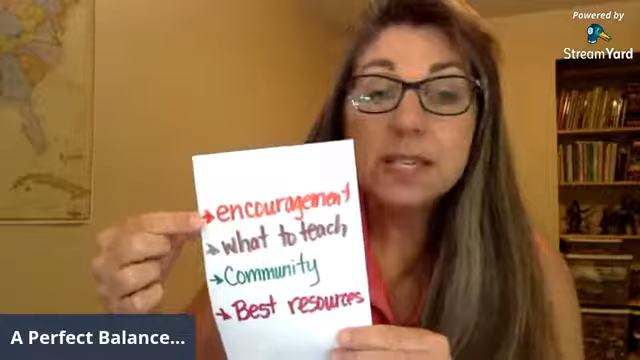 Powered by
StreamYard
→encouragement
→what to teach
→Community
→Best resources
A Perfect Balance...